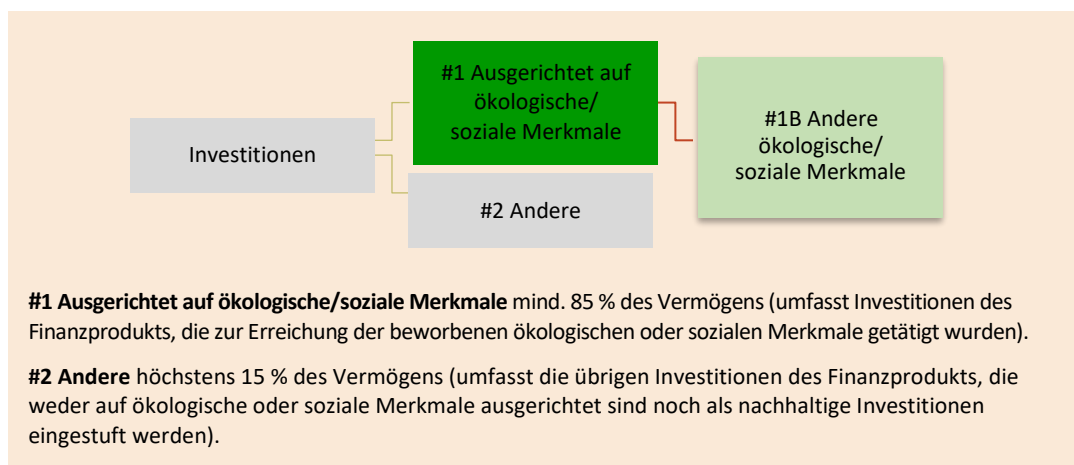 #1 Ausgerichtet auf
ökologische/
soziale Merkmale
#1B Andere
ökologische/
soziale Merkmale
Investitionen
#2 Andere
#1 Ausgerichtet auf ökologische/soziale Merkmale mind. 85 % des Vermögens (umfasst Investitionen des
Finanzprodukts, die zur Erreichung der beworbenen ökologischen oder sozialen Merkmale getätigt wurden).
#2 Andere höchstens 15 % des Vermögens (umfasst die übrigen Investitionen des Finanzprodukts, die
weder auf ökologische oder soziale Merkmale ausgerichtet sind noch als nachhaltige Investitionen
eingestuft werden).